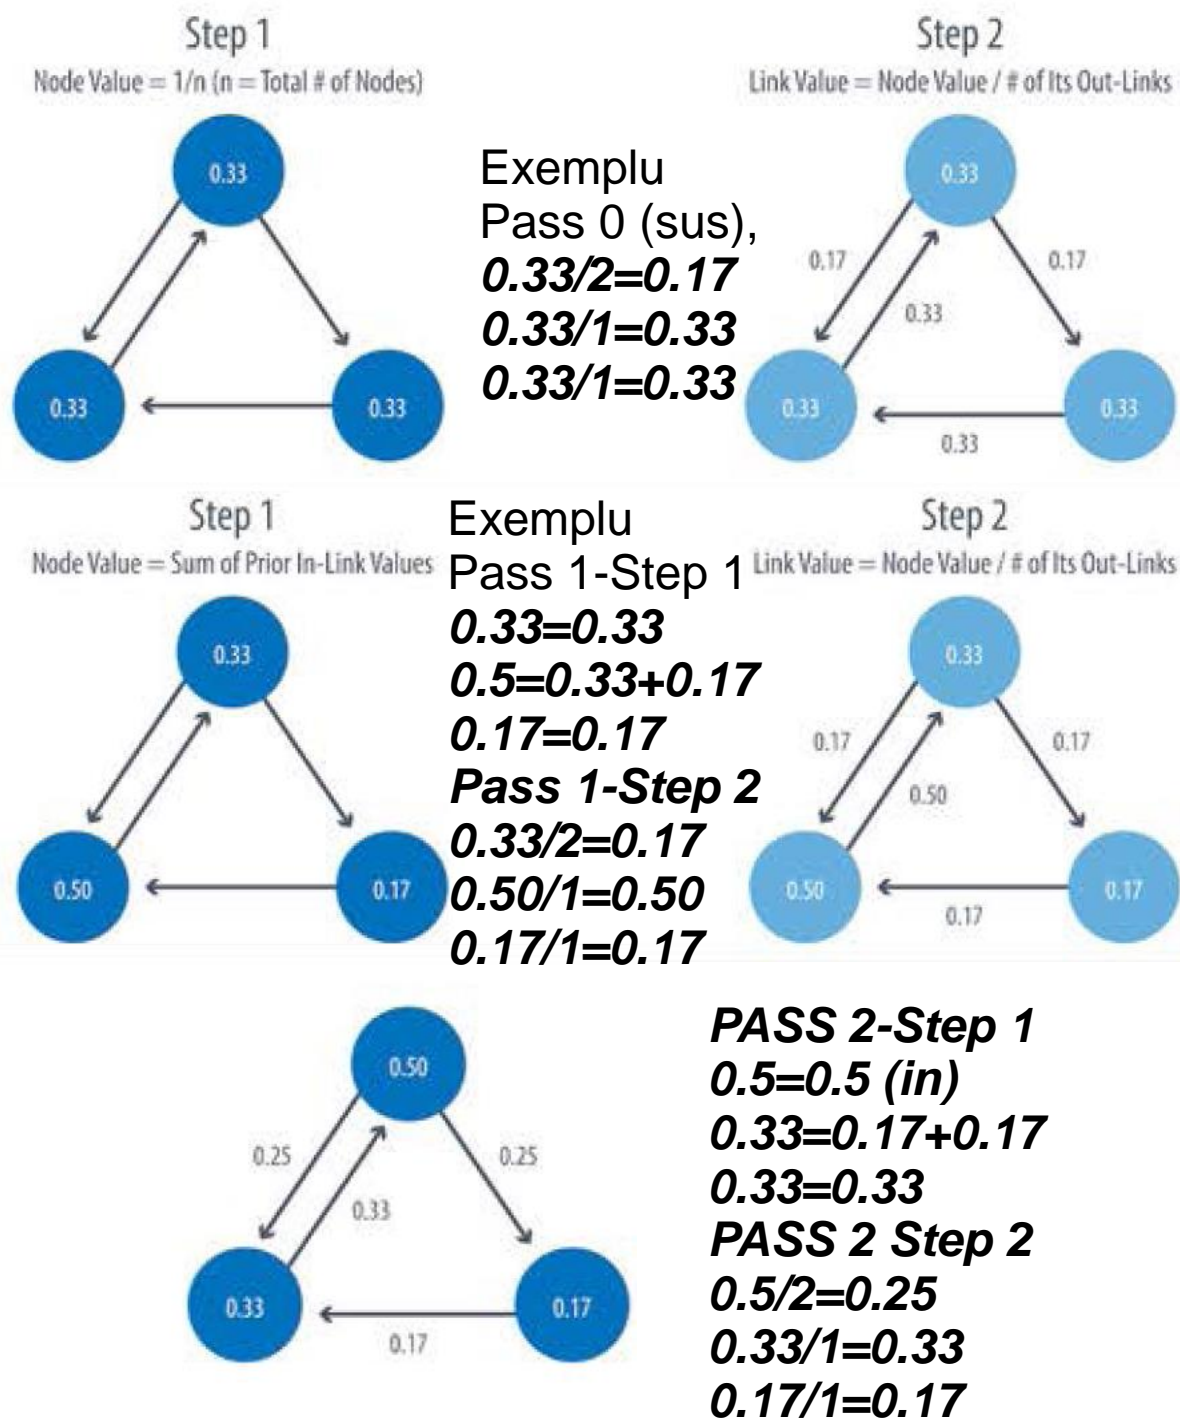 Step 1
Node Value = 1/n (n = Total # of Nodes)
0.33
0.33
0.33
Exemplu
Pass 0 (sus),
0.33/2=0.17
0.33/1=0.33
0.33/1=0.33
Step 2
Link Value = Node Value / # of Its Out-Links
0.33
0.17
0.17
0.33
0.33
0.33
0.33
Step 1
Node Value = Sum of Prior In-Link Values
0.33
0.50
0.17
Exemplu
Pass 1-Step 1
0.33=0.33
0.5=0.33+0.17
0.17=0.17
Pass 1-Step 2
0.33/2=0.17
0.50/1=0.50
0.17/1=0.17
Step 2
Link Value = Node Value / # of Its Out-Links
0.33
0.17
0.17
0.50
0.50
0.17
0.17
0.50
0.25
0.25
0.33
0.33
0.17
0.17
PASS 2-Step 1
0.5=0.5 (in)
0.33=0.17+0.17
0.33=0.33
PASS 2 Step 2
0.5/2=0.25
0.33/1=0.33
0.17/1=0.17